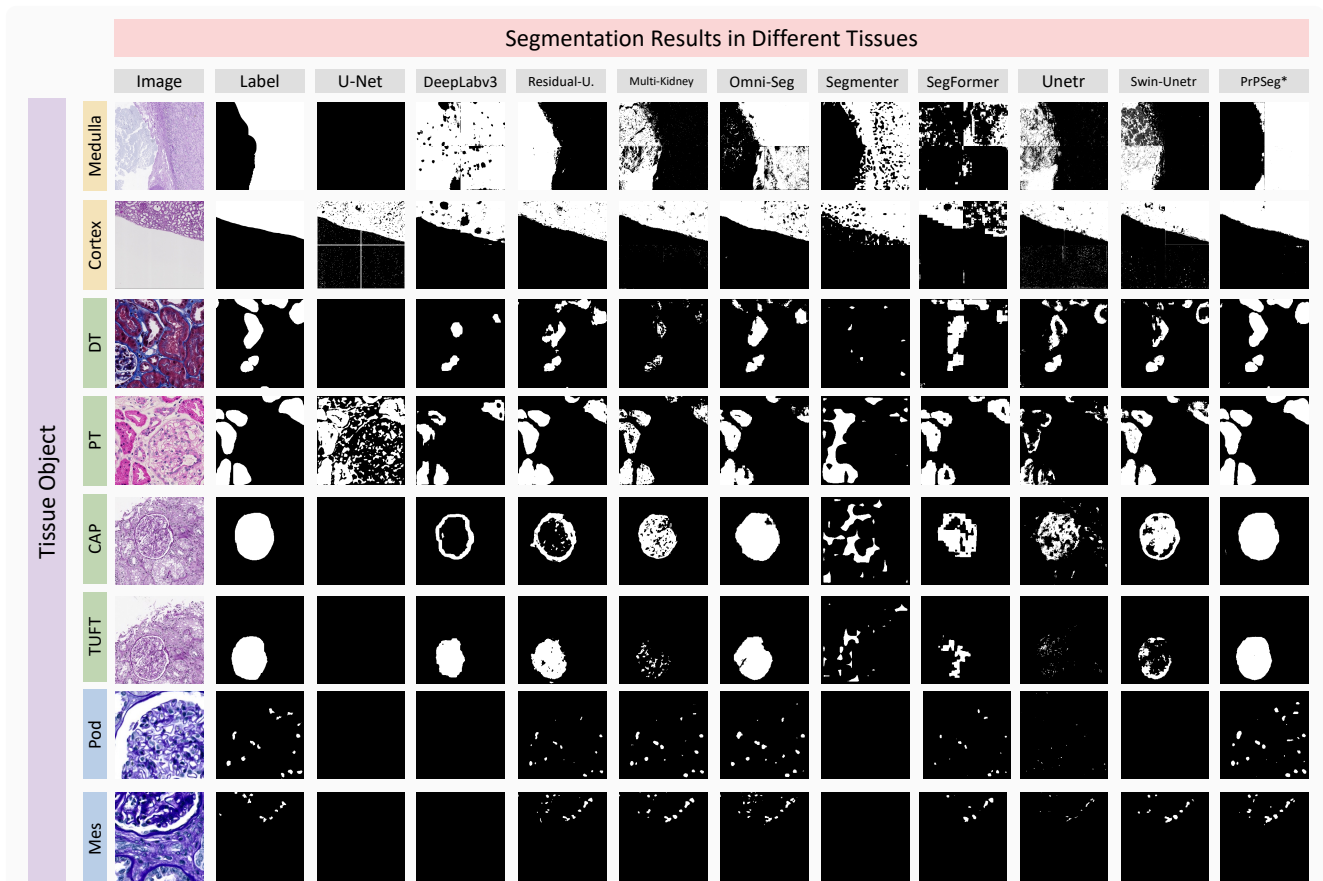 Segmentation Results in Different Tissues
Image Label U-Net DeepLabv3 Residual-U. Multi-Kidney Omni-Seg Segmenter SegFormer Unetr Swin-Unetr PrPSeg*
Tissue Object
Medulla
Cortex
DT
PT
CAP
TUFT
Pod
Mes